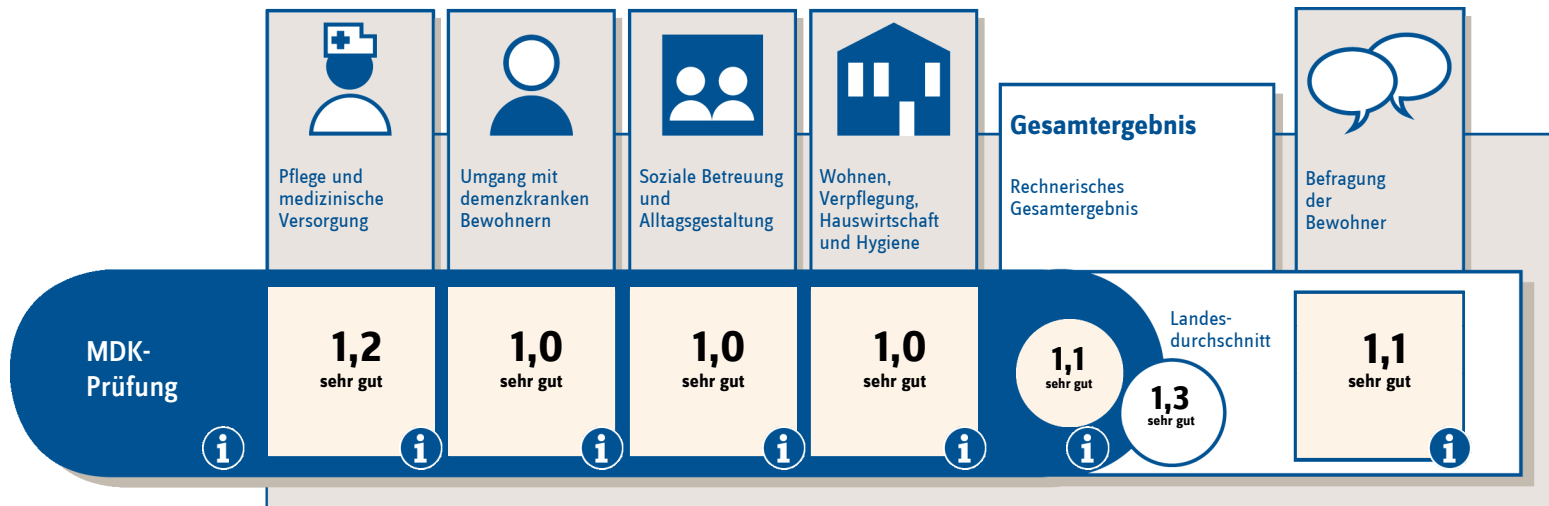 Pflege und
medizinische
Versorgung
Umgang mit
demenzkranken
Bewohnern
Soziale Betreuung
und
Alltagsgestaltung
Wohnen,
Verpflegung,
Hauswirtschaft
und Hygiene
Gesamtergebnis
Rechnerisches
Gesamtergebnis
Befragung
der
Bewohner
MDK-
Prüfung
i
1,2
sehr gut
i
1,0
sehr gut
i
1,0
sehr gut
i
1,0
sehr gut
i
1,1
sehr gut
i
Landes-
durchschnitt
1,3
sehr gut
1,1
sehr gut
i